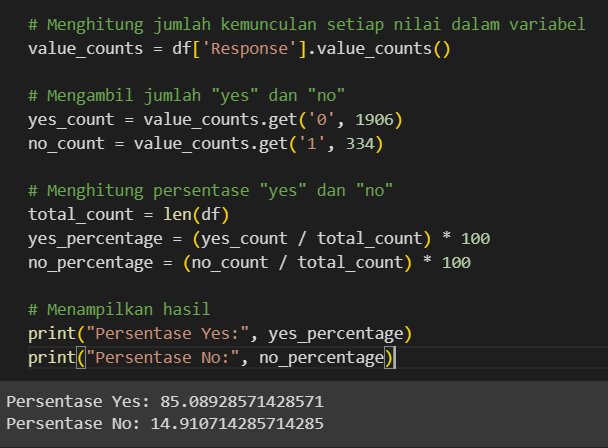 # Menghitung jumlah kemunculan setiap nilai dalam variabel
value_counts = df['Response'].value_counts()
# Mengambil jumlah "yes" dan "no"
yes_count = value_counts.get('0', 1906)
no_count = value_counts.get('1', 334)
# Menghitung persentase "yes" dan "no"
total_count = len(df)
yes_percentage = (yes_count / total_count) * 100
no_percentage = (no_count / total_count) * 100
# Menampilkan hasil
print("Persentase Yes:", yes_percentage)
print("Persentase No:", no_percentage)
Persentase Yes: 85.08928571428571
Persentase No: 14.910714285714285